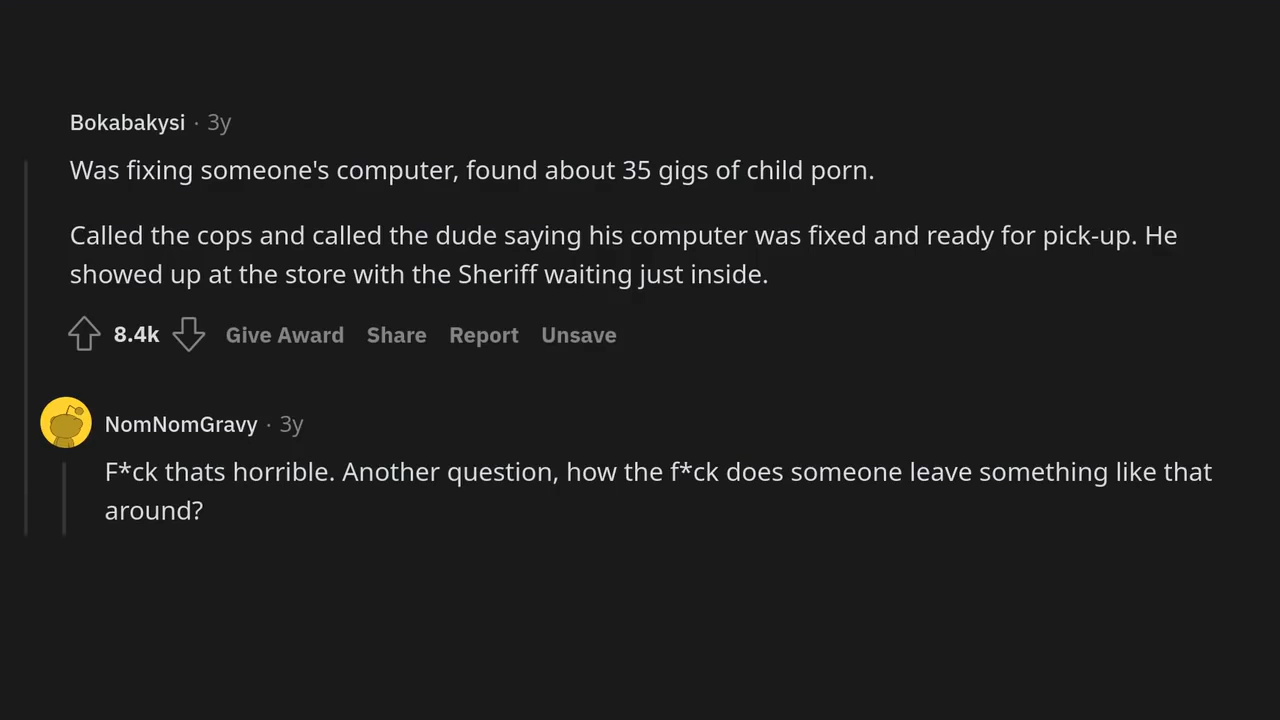 Bokabakysi · 3y
Was fixing someone's computer, found about 35 gigs of child porn.
Called the cops and called the dude saying his computer was fixed and ready for pick-up. He
showed up at the store with the Sheriff waiting just inside.
8.4k Give Award Share Report Unsave
NomNomGravy · 3y
F*ck thats horrible. Another question, how the f*ck does someone leave something like that
around?